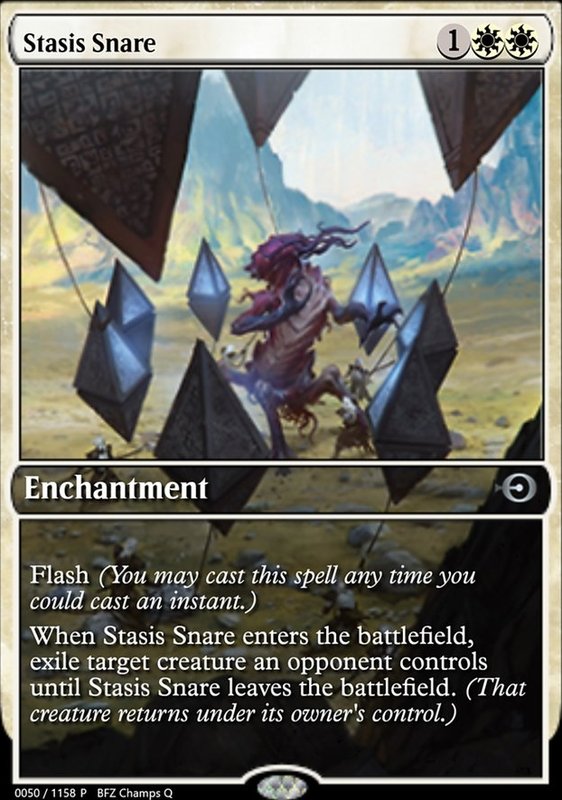 Stasis Snare 1
Enchantment
Flash (You may cast this spell any time you
could cast an instant.)
When Stasis Snare enters the battlefield,
exile target creature an opponent controls
until Stasis Snare leaves the battlefield. (That
creature returns under its owner's control.)
0050 / 1158 P BFZ Champs Q